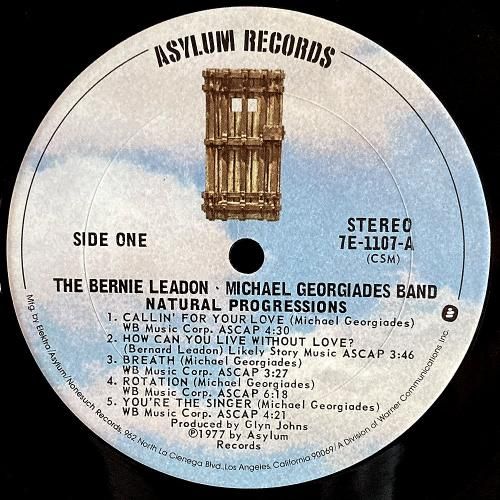 ASYLUM RECORDS
SIDE ONE
STEREO
7E-1107-A
(CSM)
THE BERNIE LEADON · MICHAEL GEORGIADES BAND
NATURAL PROGRESSIONS
1. CALLIN' FOR YOUR LOVE (Michael Georgiades)
WB Music Corp. ASCAP 4:30
2. HOW CAN YOU LIVE WITHOUT LOVE?
(Bernard Leadon) Likely Story Music ASCAP 3:46
3. BREATH (Michael Georgiades)
WB Music Corp. ASCAP 3:27
4. ROTATION (Michael Georgiades)
WB Music Corp. ASCAP 6:18
5. YOU'RE THE SINGER (Michael Georgiades)
WB Music Corp. ASCAP 4:21
Produced by Glyn Johns
℗1977 by Asylum
Records
Mfg. by Elektra/Asylum/Nonesuch Records, 962 North La Cienega Blvd., Los Angeles, California 90069/A Division of Warner Communications Inc.